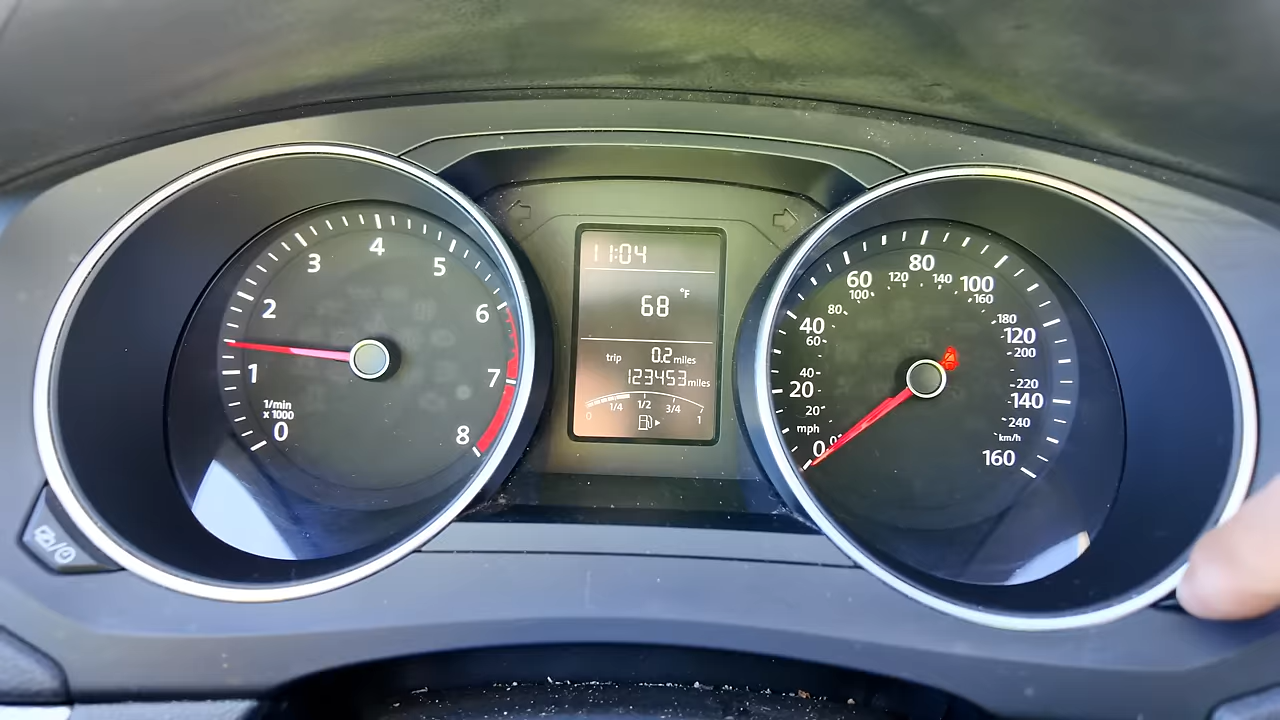 0
1
2
3
4
5
6
7
8
1/min
x 1000
11:04
68 °F
trip 0.2 miles
123453 miles
0 1/4 1/2 3/4 1
0 20 40 60 80 100 120 140 160
mph
20 40 60 80 100 120 140 160 180 200 220 240
km/h